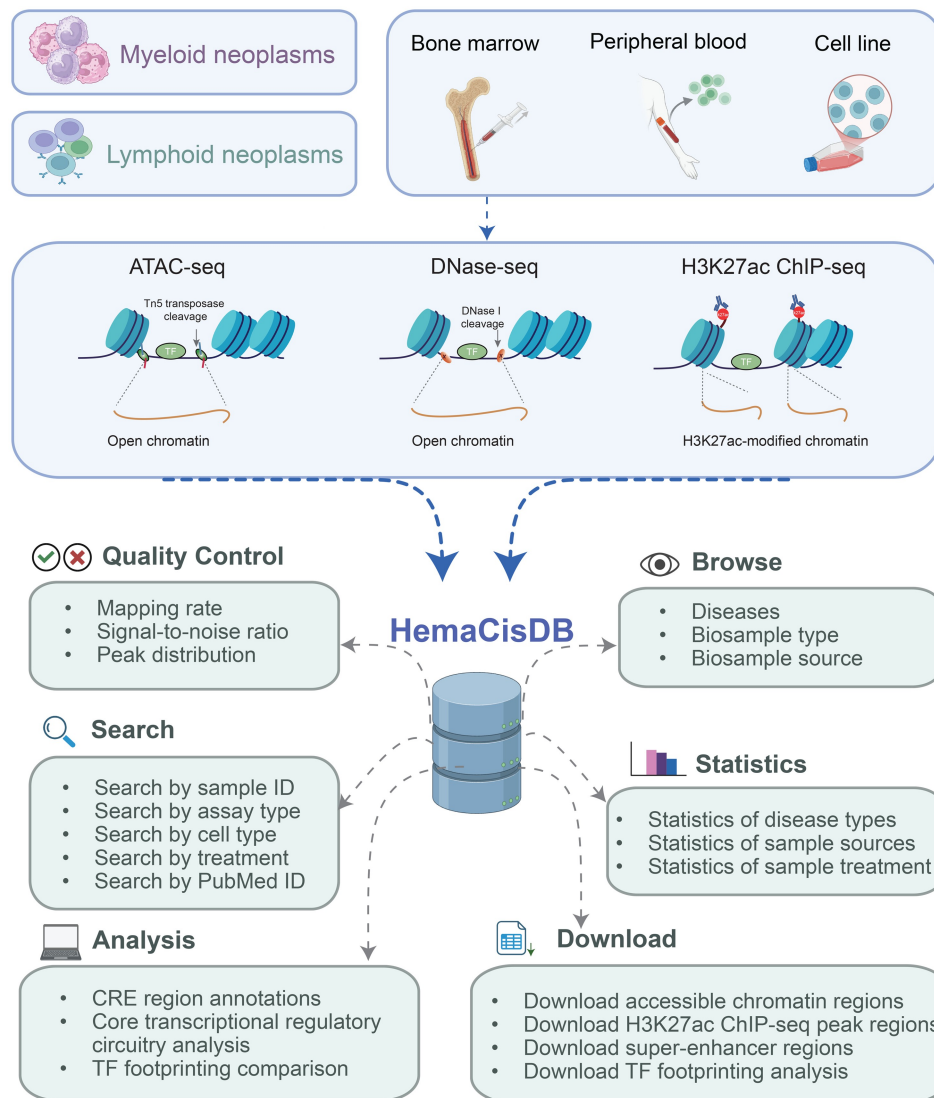 Myeloid neoplasms
Lymphoid neoplasms
Bone marrow
Peripheral blood
Cell line
ATAC-seq
DNase-seq
H3K27ac ChIP-seq
Tn5 transposase
cleavage
TF
Open chromatin
DNase I
cleavage
TF
Open chromatin
TF
H3K27ac-modified chromatin
Quality Control
• Mapping rate
• Signal-to-noise ratio
• Peak distribution
HemaCisDB
Browse
• Diseases
• Biosample type
• Biosample source
Search
• Search by sample ID
• Search by assay type
• Search by cell type
• Search by treatment
• Search by PubMed ID
Statistics
• Statistics of disease types
• Statistics of sample sources
• Statistics of sample treatment
Analysis
• CRE region annotations
• Core transcriptional regulatory
circuitry analysis
• TF footprinting comparison
Download
• Download accessible chromatin regions
• Download H3K27ac ChIP-seq peak regions
• Download super-enhancer regions
• Download TF footprinting analysis